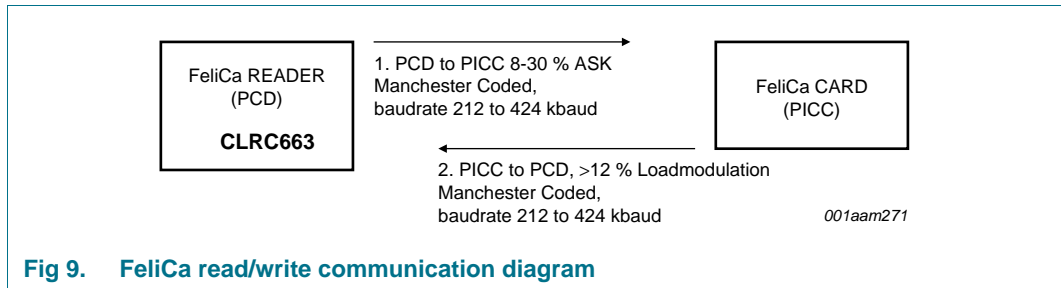 FeliCa READER
(PCD)
CLRC663
1. PCD to PICC 8-30 % ASK
Manchester Coded,
baudrate 212 to 424 kbaud
FeliCa CARD
(PICC)
2. PICC to PCD, >12 % Loadmodulation
Manchester Coded,
baudrate 212 to 424 kbaud
001aam271
Fig 9. FeliCa read/write communication diagram